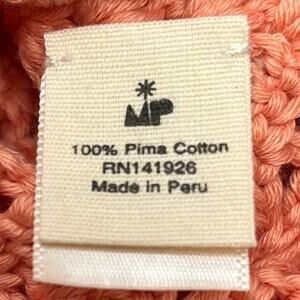 MP
100% Pima Cotton
RN141926
Made in Peru